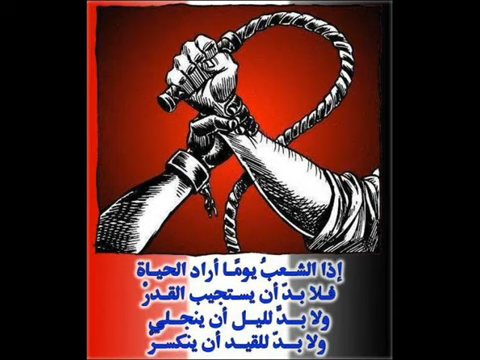 إذا الشعبُ يومًا أراد الحياة
فلا بدّ أن يستجيب القدرْ
ولا بدَّ لليل أن ينجلي
ولا بدّ للقيد أن ينكسرْ